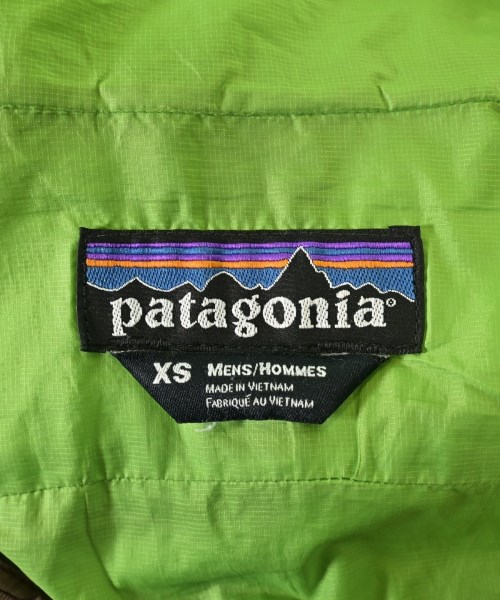 patagonia®
XS MENS/HOMMES
MADE IN VIETNAM
FABRIQUÉ AU VIETNAM